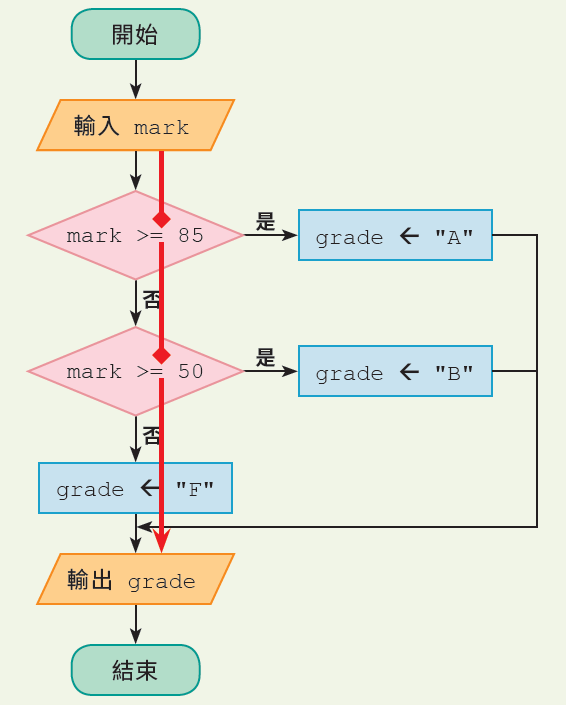 開始
輸入 mark
mark >= 85
是
grade ← "A"
否
mark >= 50
是
grade ← "B"
否
grade ← "F"
輸出 grade
結束